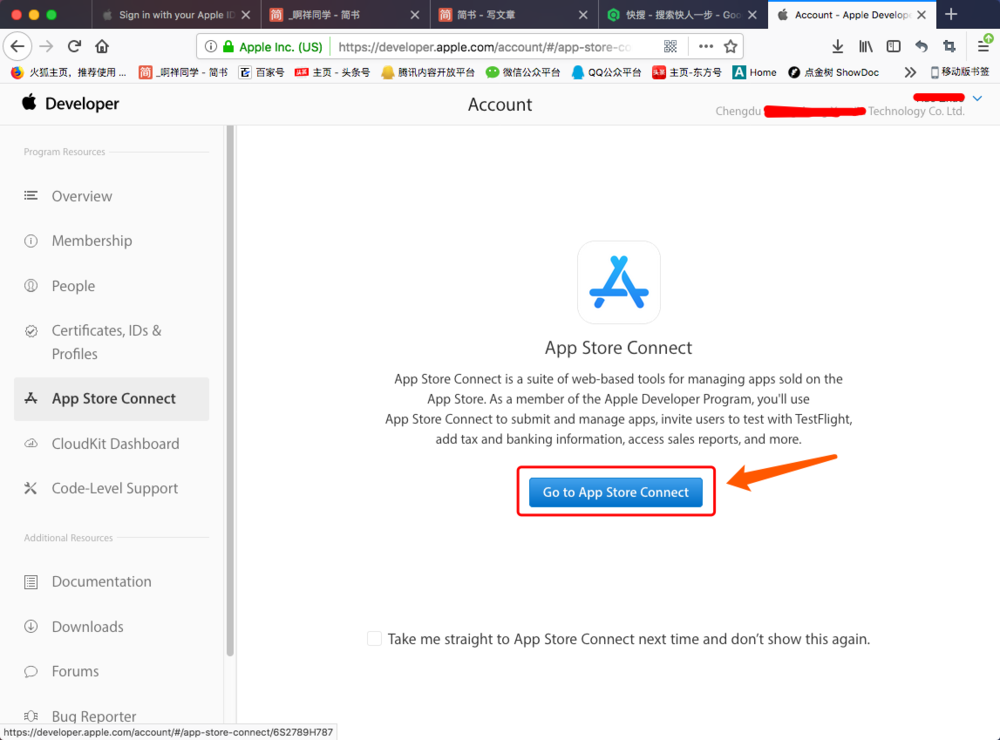 Sign in with your Apple ID
_啊祥同学 - 简书
简书 - 写文章
快搜 - 搜索快人一步 - Goo
Account - Apple Develope
Apple Inc. (US)
https://developer.apple.com/account/#/app-store-co
火狐主页，推荐使用...
简
_啊祥同学 - 简书
百家号
头条
主页 - 头条号
腾讯内容开放平台
微信公众平台
QQ公众平台
头条
主页-东方号
Home
点金树 ShowDoc
移动版书签
Developer
Account
Chengdu
Technology Co. Ltd.
Program Resources
Overview
Membership
People
Certificates, IDs &
Profiles
App Store Connect
CloudKit Dashboard
Code-Level Support
Additional Resources
Documentation
Downloads
Forums
Bug Reporter
App Store Connect
App Store Connect is a suite of web-based tools for managing apps sold on the
App Store. As a member of the Apple Developer Program, you'll use
App Store Connect to submit and manage apps, invite users to test with TestFlight,
add tax and banking information, access sales reports, and more.
Go to App Store Connect
Take me straight to App Store Connect next time and don't show this again.
https://developer.apple.com/account/#/app-store-connect/6S2789H787